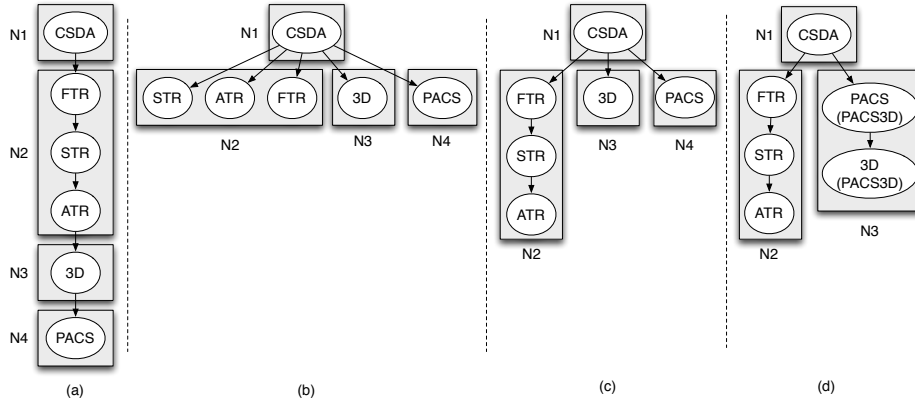 N1
CSDA
FTR
N2
STR
ATR
N3
3D
N4
PACS
(a)
N1
CSDA
STR
ATR
FTR
3D
PACS
N2
N3
N4
(b)
N1
CSDA
FTR
3D
PACS
N3
N4
STR
ATR
N2
(c)
N1
CSDA
FTR
PACS
(PACS3D)
STR
3D
(PACS3D)
ATR
N3
N2
(d)